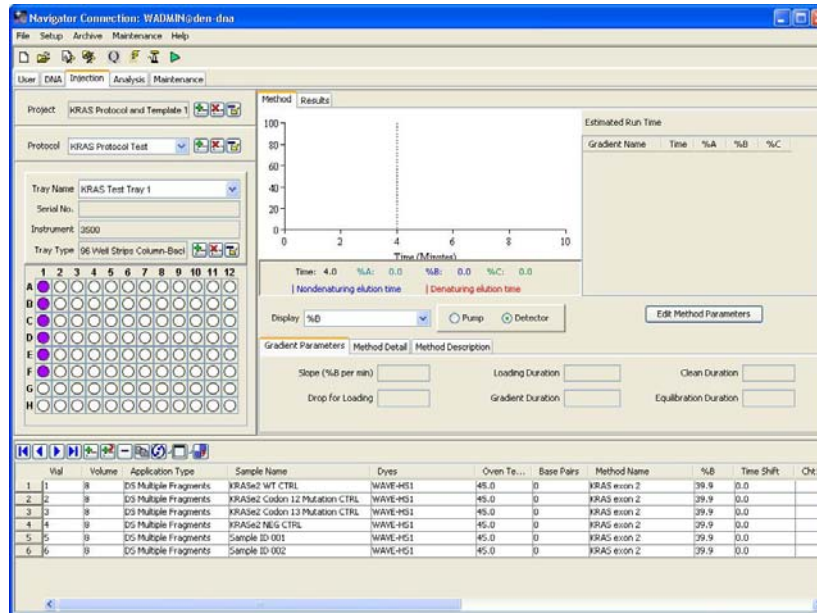 Navigator Connection: WADMIN@den-dna
File Setup Archive Maintenance Help
User DNA Injection Analysis Maintenance
Project KRAS Protocol and Template 1
Protocol KRAS Protocol Test
Tray Name KRAS Test Tray 1
Serial No.
Instrument 3500
Tray Type 96 Well Strips Column-Bacl
1 2 3 4 5 6 7 8 9 10 11 12
A
B
C
D
E
F
G
H
Method Results
100
80
60
40
20
0
0 2 4 6 8 10
Time (Minutes)
Time: 4.0 %A: 0.0 %B: 0.0 %C: 0.0
| Nondenaturing elution time | Denaturing elution time
Display %B Pump Detector
Estimated Run Time
Gradient Name Time %A %B %C
Edit Method Parameters
Gradient Parameters Method Detail Method Description
Slope (%B per min) Loading Duration Clean Duration
Drop for Loading Gradient Duration Equilibration Duration
Vial Volume Application Type Sample Name Dyes Oven Te... Base Pairs Method Name %B Time Shift Cht
1 1 8 DS Multiple Fragments KRASe2 WT CTRL WAVE-HS1 45.0 0 KRAS exon 2 39.9 0.0
2 2 8 DS Multiple Fragments KRASe2 Codon 12 Mutation CTRL WAVE-HS1 45.0 0 KRAS exon 2 39.9 0.0
3 3 8 DS Multiple Fragments KRASe2 Codon 13 Mutation CTRL WAVE-HS1 45.0 0 KRAS exon 2 39.9 0.0
4 4 8 DS Multiple Fragments KRASe2 NEG CTRL WAVE-HS1 45.0 0 KRAS exon 2 39.9 0.0
5 5 8 DS Multiple Fragments Sample ID 001 WAVE-HS1 45.0 0 KRAS exon 2 39.9 0.0
6 6 8 DS Multiple Fragments Sample ID 002 WAVE-HS1 45.0 0 KRAS exon 2 39.9 0.0